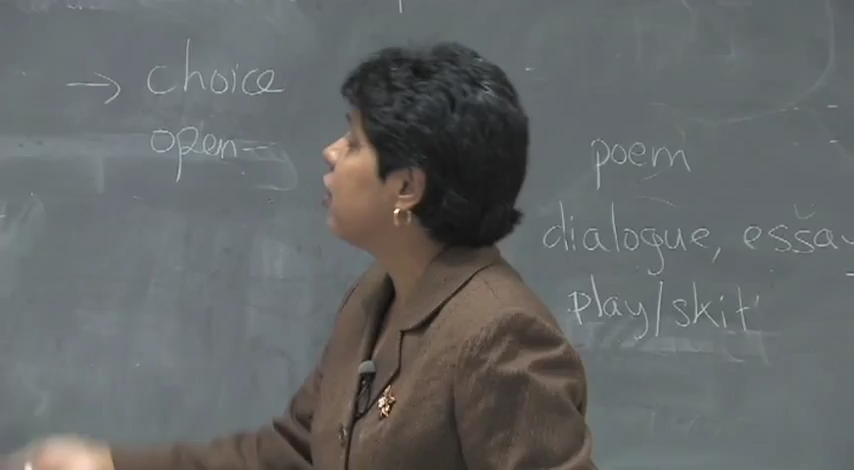 → choice
open-
poem
dialogue, essay
play/skit